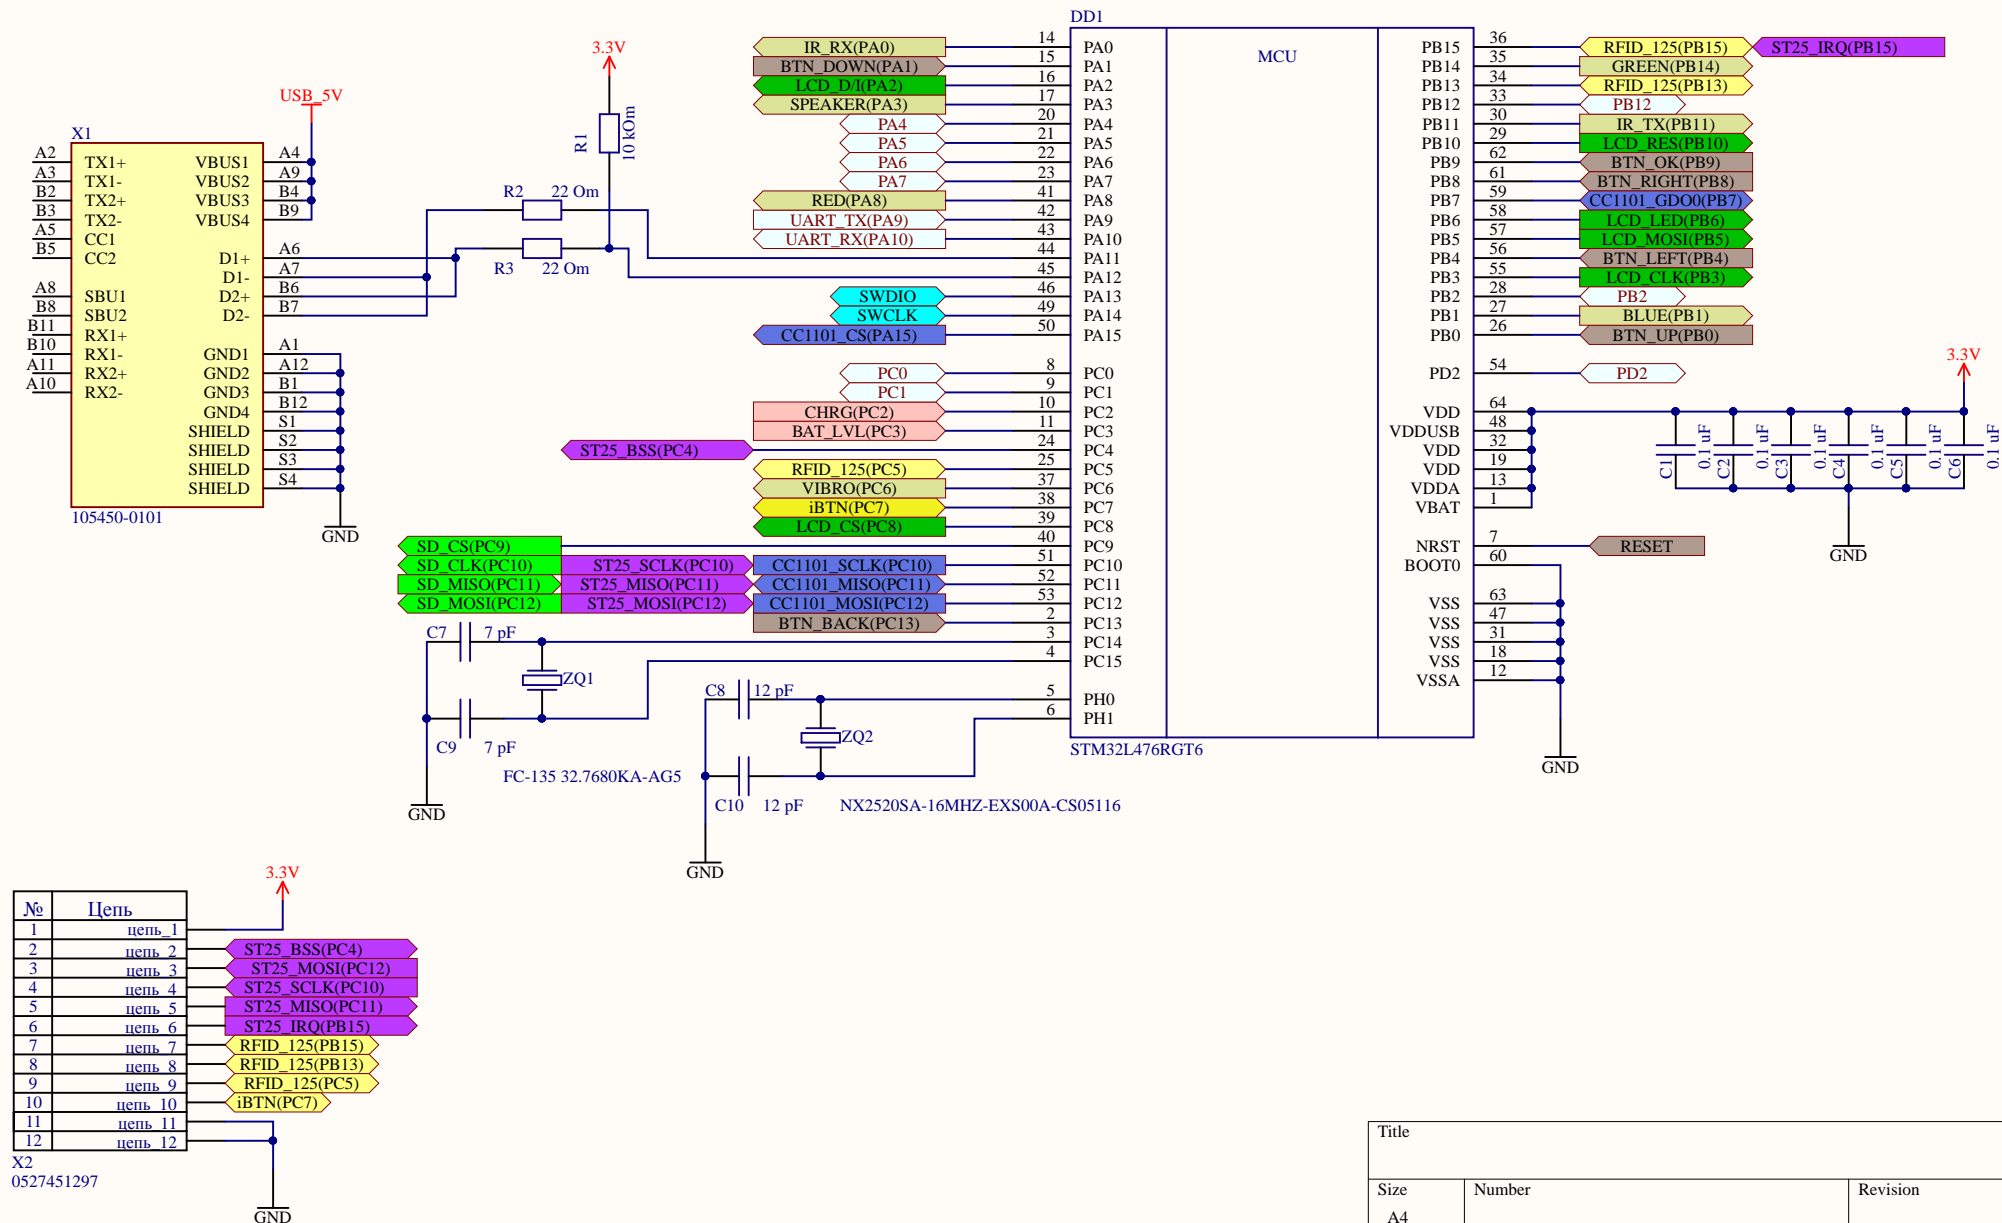 DD1
MCU
STM32L476RGT6
IR_RX(PA0) 14 PA0
BTN_DOWN(PA1) 15 PA1
LCD_D/I(PA2) 16 PA2
SPEAKER(PA3) 17 PA3
PA4 20 PA4
PA5 21 PA5
PA6 22 PA6
PA7 23 PA7
RED(PA8) 41 PA8
UART_TX(PA9) 42 PA9
UART_RX(PA10) 43 PA10
44 PA11
45 PA12
SWDIO 46 PA13
SWCLK 49 PA14
CC1101_CS(PA15) 50 PA15
PC0 8 PC0
PC1 9 PC1
CHRG(PC2) 10 PC2
BAT_LVL(PC3) 11 PC3
ST25_BSS(PC4) 24 PC4
RFID_125(PC5) 25 PC5
VIBRO(PC6) 37 PC6
iBTN(PC7) 38 PC7
LCD_CS(PC8) 39 PC8
SD_CS(PC9) 40 PC9
SD_CLK(PC10) ST25_SCLK(PC10) CC1101_SCLK(PC10) 51 PC10
SD_MISO(PC11) ST25_MISO(PC11) CC1101_MISO(PC11) 52 PC11
SD_MOSI(PC12) ST25_MOSI(PC12) CC1101_MOSI(PC12) 53 PC12
BTN_BACK(PC13) 2 PC13
3 PC14
4 PC15
5 PH0
6 PH1
PB15 36 RFID_125(PB15) ST25_IRQ(PB15)
PB14 35 GREEN(PB14)
PB13 34 RFID_125(PB13)
PB12 33 PB12
PB11 30 IR_TX(PB11)
PB10 29 LCD_RES(PB10)
PB9 62 BTN_OK(PB9)
PB8 61 BTN_RIGHT(PB8)
PB7 59 CC1101_GDO0(PB7)
PB6 58 LCD_LED(PB6)
PB5 57 LCD_MOSI(PB5)
PB4 56 BTN_LEFT(PB4)
PB3 55 LCD_CLK(PB3)
PB2 28 PB2
PB1 27 BLUE(PB1)
PB0 26 BTN_UP(PB0)
PD2 54 PD2
VDD 64
VDDUSB 48
VDD 32
VDD 19
VDDA 13
VBAT 1
NRST 7 RESET
BOOT0 60
VSS 63
VSS 47
VSS 31
VSS 18
VSSA 12
GND
3.3V
C1 0.1 uF
C2 0.1 uF
C3 0.1 uF
C4 0.1 uF
C5 0.1 uF
C6 0.1 uF
GND
USB_5V
X1
A2 TX1+
A3 TX1-
B2 TX2+
B3 TX2-
A5 CC1
B5 CC2
A8 SBU1
B8 SBU2
B11 RX1+
B10 RX1-
A11 RX2+
A10 RX2-
VBUS1 A4
VBUS2 A9
VBUS3 B4
VBUS4 B9
D1+ A6
D1- A7
D2+ B6
D2- B7
GND1 A1
GND2 A12
GND3 B1
GND4 B12
SHIELD S1
SHIELD S2
SHIELD S3
SHIELD S4
105450-0101
GND
3.3V
R1 10 kOm
R2 22 Om
R3 22 Om
C7 7 pF
ZQ1
C9 7 pF
FC-135 32.7680KA-AG5
GND
C8 12 pF
ZQ2
C10 12 pF
NX2520SA-16MHZ-EXS00A-CS05116
GND
3.3V
№ Цепь
1 цепь_1
2 цепь_2 ST25_BSS(PC4)
3 цепь_3 ST25_MOSI(PC12)
4 цепь_4 ST25_SCLK(PC10)
5 цепь_5 ST25_MISO(PC11)
6 цепь_6 ST25_IRQ(PB15)
7 цепь_7 RFID_125(PB15)
8 цепь_8 RFID_125(PB13)
9 цепь_9 RFID_125(PC5)
10 цепь_10 iBTN(PC7)
11 цепь_11
12 цепь_12
X2
0527451297
GND
Title
Size Number Revision
A4